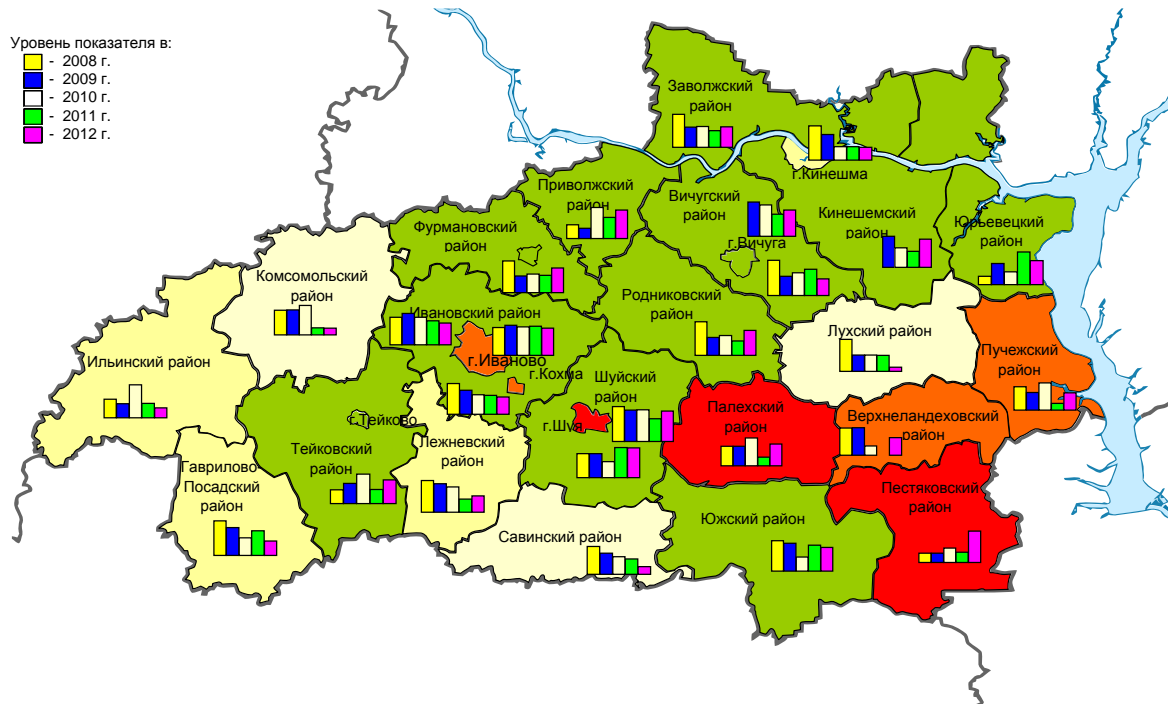 Уровень показателя в:
- 2008 г.
- 2009 г.
- 2010 г.
- 2011 г.
- 2012 г.
Заволжский
район
г.Кинешма
Приволжский
район
Вичугский
район
Кинешемский
район
Юрьевецкий
район
Фурмановский
район
г.Вичуга
Комсомольский
район
Родниковский
район
Ивановский район
Лухский район
Пучежский
район
Ильинский район
г.Иваново
г.Кохма
Шуйский
район
Палехский
район
Верхнеландеховский
район
г.Тейково
г.Шуя
Лежневский
район
Тейковский
район
Гаврилово-
Посадский
район
Пестяковский
район
Южский район
Савинский район